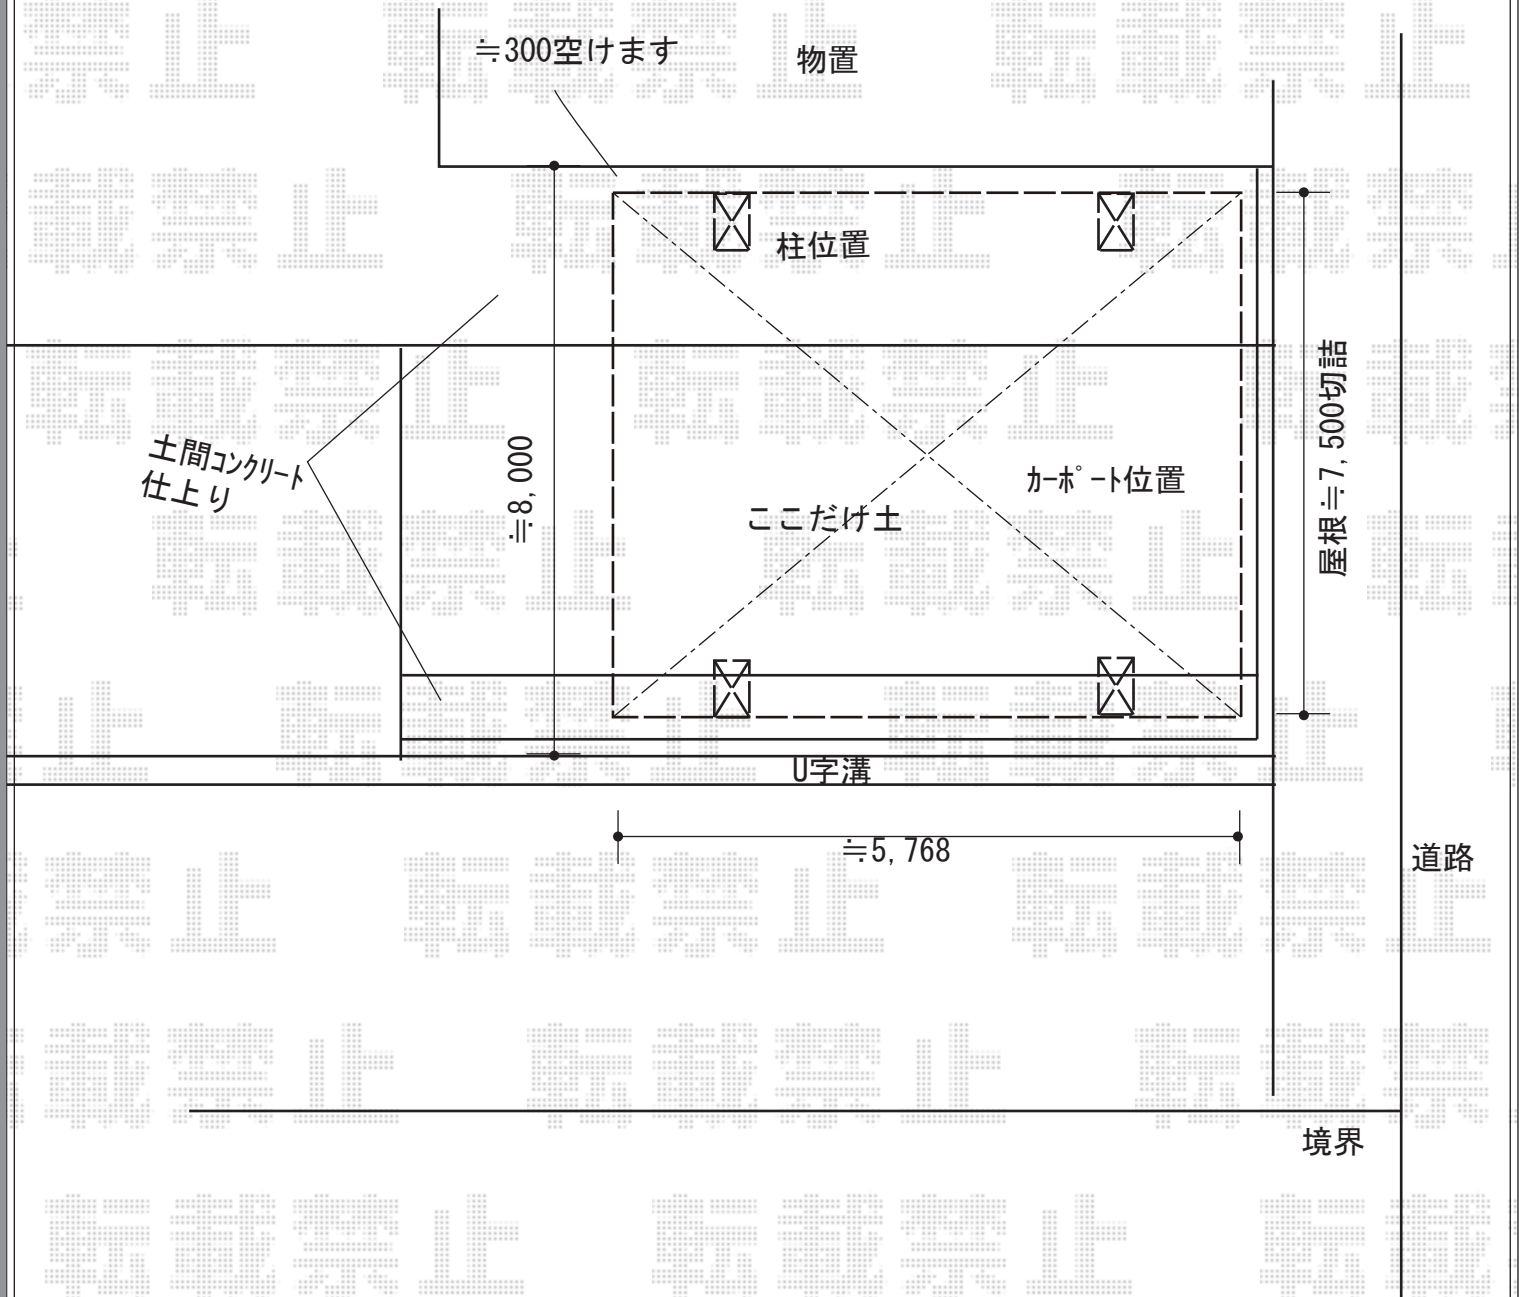 ≒300空けます
物置
柱位置
土間コンクリート
仕上り
≒8,000
カーポート位置
ここだけ土
屋根≒7,500切詰
U字溝
≒5,768
道路
境界
転載禁止